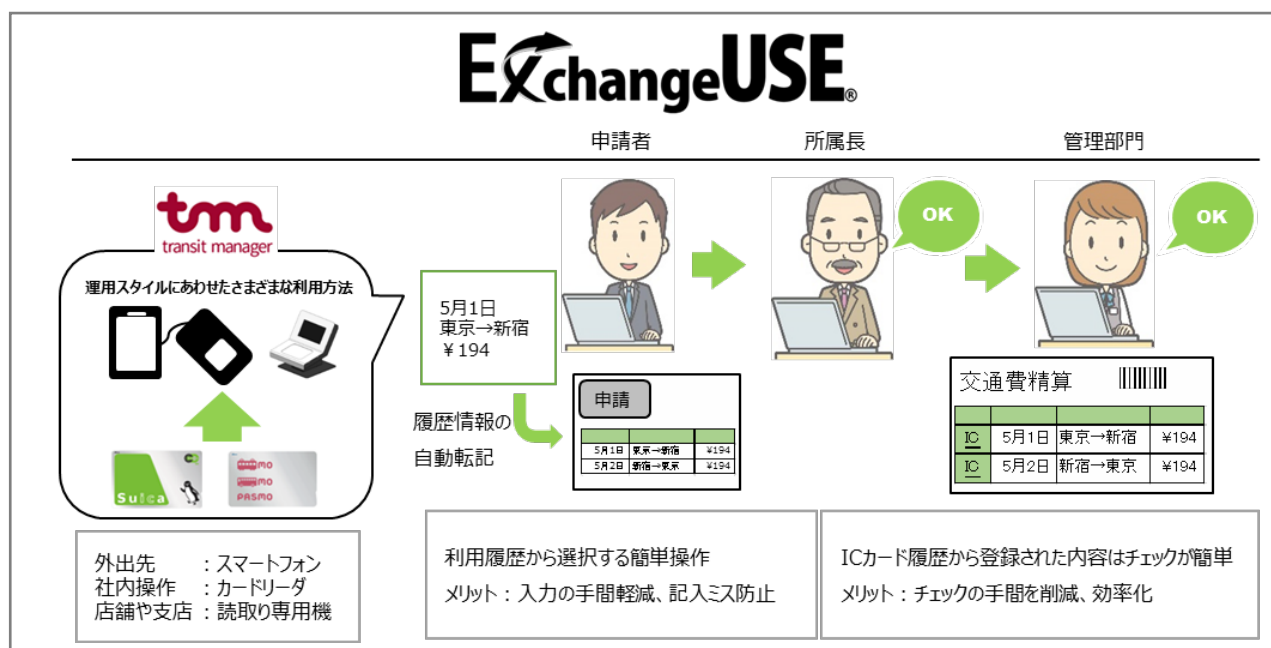 ExchangeUSE®
申請者
所属長
管理部門
tmn
transit manager
運用スタイルにあわせたさまざまな利用方法
OK
OK
5月1日
東京→新宿
¥194
履歴情報の
自動転記
申請
5月1日 東京→新宿 ¥194
5月2日 新宿→東京 ¥194
交通費精算
IC 5月1日 東京→新宿 ¥194
IC 5月2日 新宿→東京 ¥194
Suica
PASMO
外出先 :スマートフォン
社内操作 :カードリーダ
店舗や支店:読取り専用機
利用履歴から選択する簡単操作
メリット:入力の手間軽減、記入ミス防止
ICカード履歴から登録された内容はチェックが簡単
メリット:チェックの手間を削減、効率化